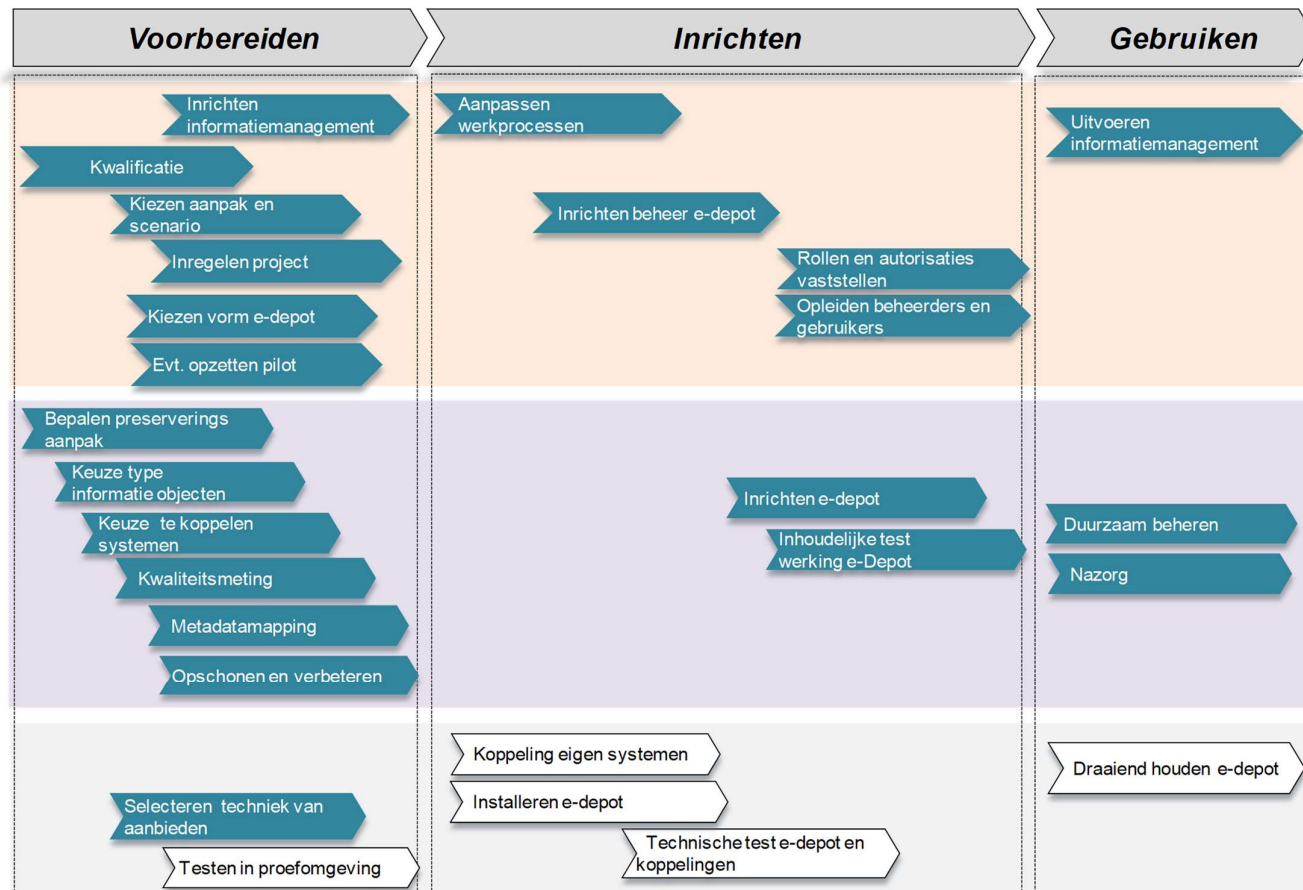 Voorbereiden
Inrichten
Gebruiken
Inrichten
informatiemanagement
Kwalificatie
Kiezen aanpak en
scenario
Inregelen project
Kiezen vorm e-depot
Evt. opzetten pilot
Aanpassen
werkprocessen
Inrichten beheer e-depot
Rollen en autorisaties
vaststellen
Opleiden beheerders en
gebruikers
Uitvoeren
informatiemanagement
Bepalen preserverings
aanpak
Keuze type
informatie objecten
Keuze te koppelen
systemen
Kwaliteitsmeting
Metadatamapping
Opschonen en verbeteren
Inrichten e-depot
Inhoudelijke test
werking e-Depot
Duurzaam beheren
Nazorg
Selecteren techniek van
aanbieden
Testen in proefomgeving
Koppeling eigen systemen
Installeren e-depot
Technische test e-depot en
koppelingen
Draaiend houden e-depot